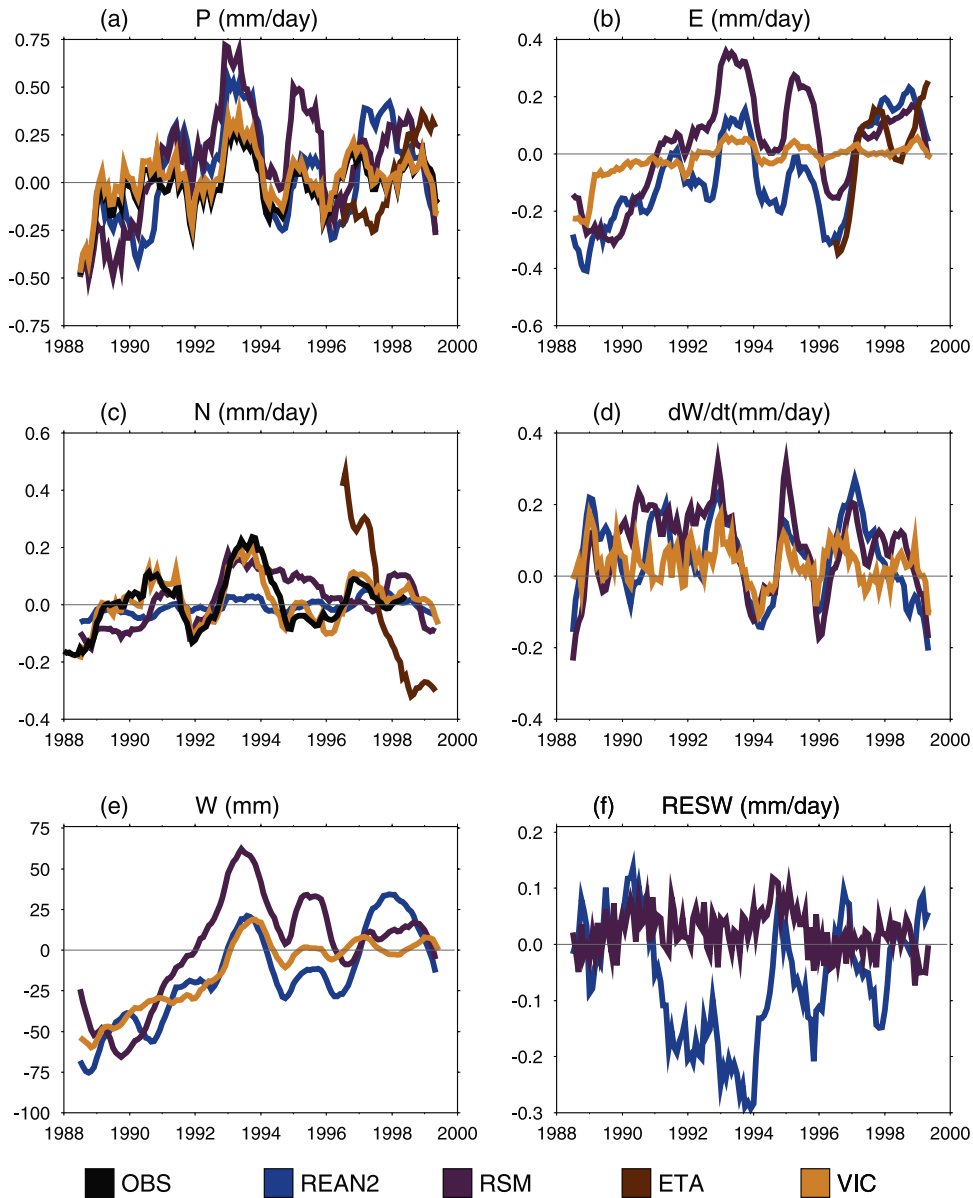 (a) P (mm/day)
0.75
0.50
0.25
0.00
-0.25
-0.50
-0.75
1988 1990 1992 1994 1996 1998 2000
(b) E (mm/day)
0.4
0.2
0.0
-0.2
-0.4
-0.6
1988 1990 1992 1994 1996 1998 2000
(c) N (mm/day)
0.6
0.4
0.2
0.0
-0.2
-0.4
1988 1990 1992 1994 1996 1998 2000
(d) dW/dt(mm/day)
0.4
0.2
0.0
-0.2
-0.4
1988 1990 1992 1994 1996 1998 2000
(e) W (mm)
75
50
25
0
-25
-50
-75
-100
1988 1990 1992 1994 1996 1998 2000
(f) RESW (mm/day)
0.2
0.1
0.0
-0.1
-0.2
-0.3
1988 1990 1992 1994 1996 1998 2000
OBS REAN2 RSM ETA VIC